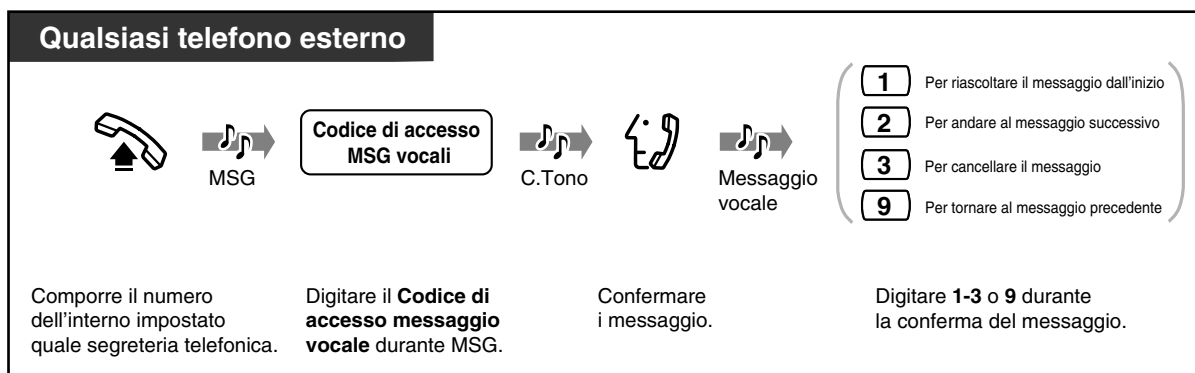 Qualsiasi telefono esterno
MSG
Codice di accesso
MSG vocali
C.Tono
Messaggio
vocale
1 Per riascoltare il messaggio dall'inizio
2 Per andare al messaggio successivo
3 Per cancellare il messaggio
9 Per tornare al messaggio precedente
Comporre il numero
dell'interno impostato
quale segreteria telefonica.
Digitare il Codice di
accesso messaggio
vocale durante MSG.
Confermare
i messaggio.
Digitare 1-3 o 9 durante
la conferma del messaggio.